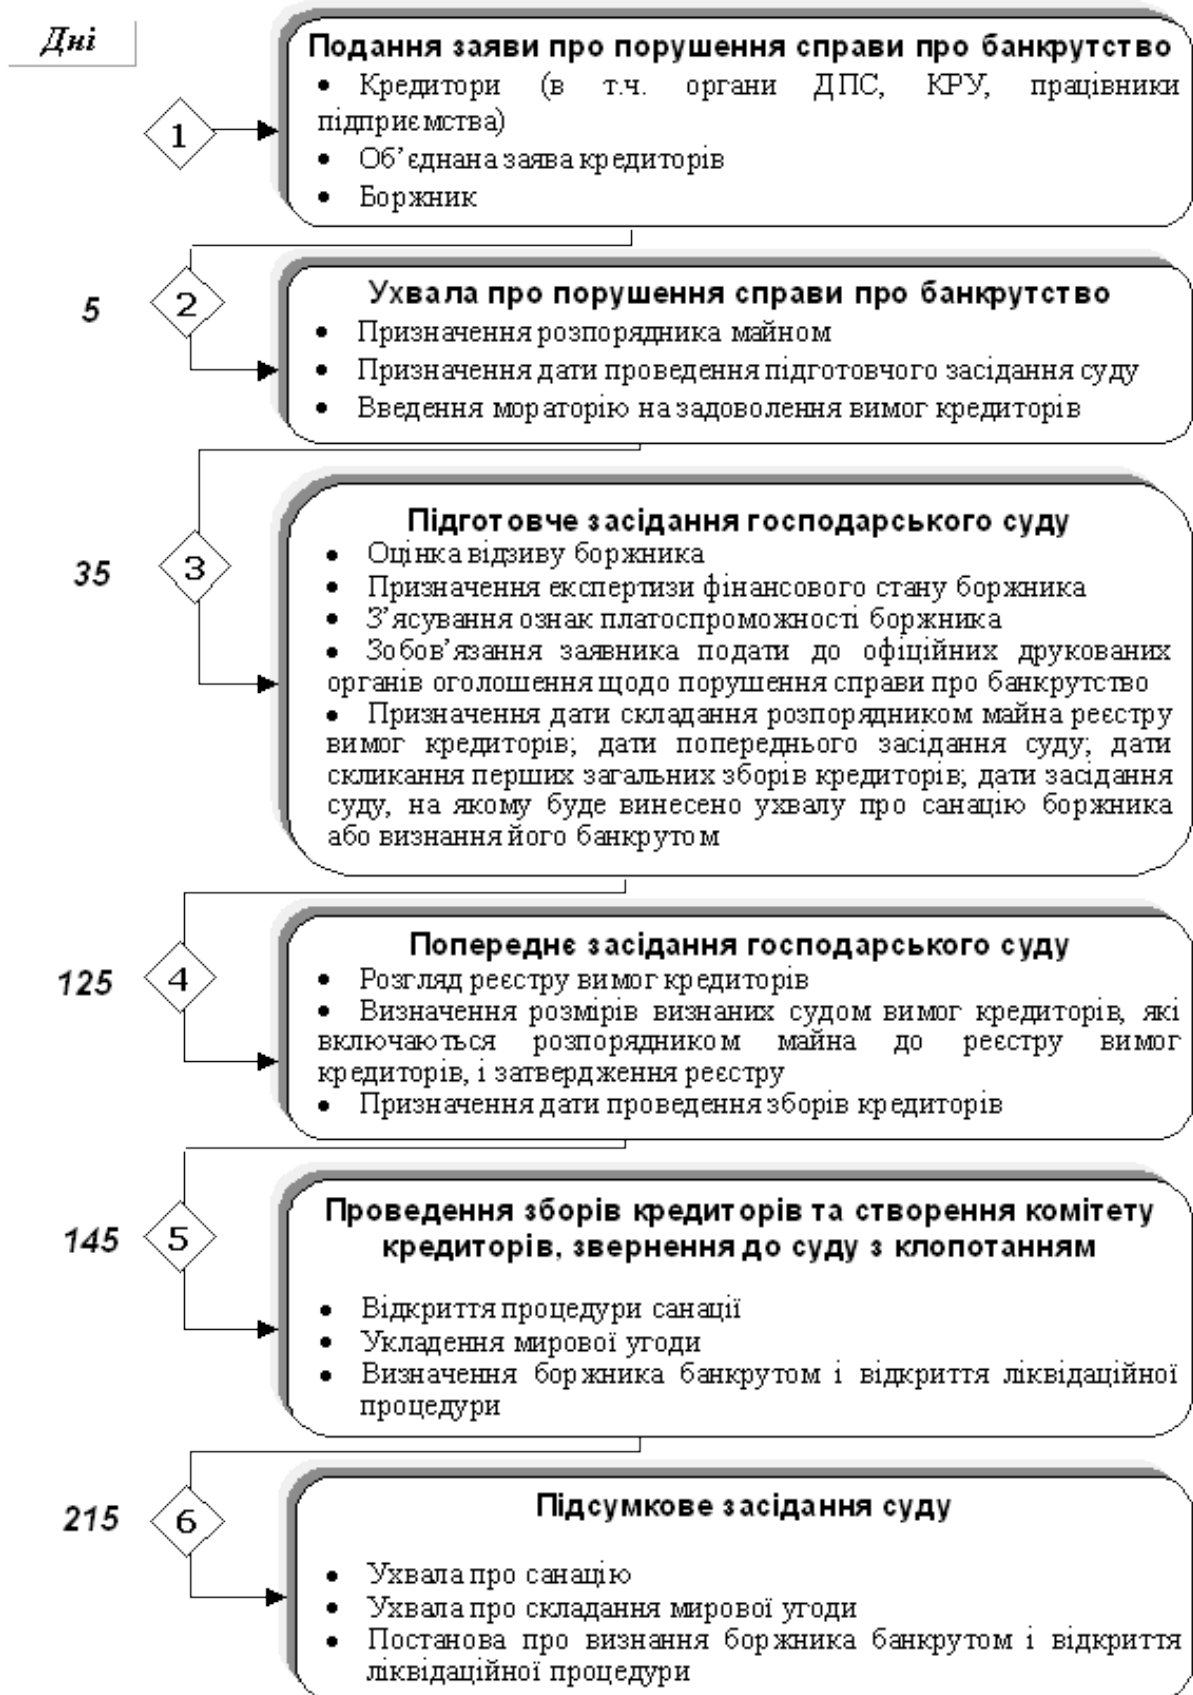 Дні
Подання заяви про порушення справи про банкрутство
• Кредитори (в т.ч. органи ДПС, КРУ, працівники
підприємства)
1
• Об’єднана заява кредиторів
• Боржник
2
5
Ухвала про порушення справи про банкрутство
• Призначення розпорядника майном
• Призначення дати проведення підготовчого засідання суду
• Введення мораторію на задоволення вимог кредиторів
3
35
Підготовче засідання господарського суду
• Оцінка відзиву боржника
• Призначення експертизи фінансового стану боржника
• З’ясування ознак платоспроможності боржника
• Зобов’язання заявника подати до офіційних друкованих
органів оголошення щодо порушення справи про банкрутство
• Призначення дати складання розпорядником майна реєстру
вимог кредиторів; дати попереднього засідання суду; дати
скликання перших загальних зборів кредиторів; дати засідання
суду, на якому буде винесено ухвалу про санацію боржника
або визнання його банкрутом
4
125
Попереднє засідання господарського суду
• Розгляд реєстру вимог кредиторів
• Визначення розмірів визнаних судом вимог кредиторів, які
включаються розпорядником майна до реєстру вимог
кредиторів, і затвердження реєстру
• Призначення дати проведення зборів кредиторів
5
145
Проведення зборів кредиторів та створення комітету
кредиторів, звернення до суду з клопотанням
• Відкриття процедури санації
• Укладення мирової угоди
• Визначення боржника банкрутом і відкриття ліквідаційної
процедури
6
215
Підсумкове засідання суду
• Ухвала про санацію
• Ухвала про складання мирової угоди
• Постанова про визнання боржника банкрутом і відкриття
ліквідаційної процедури